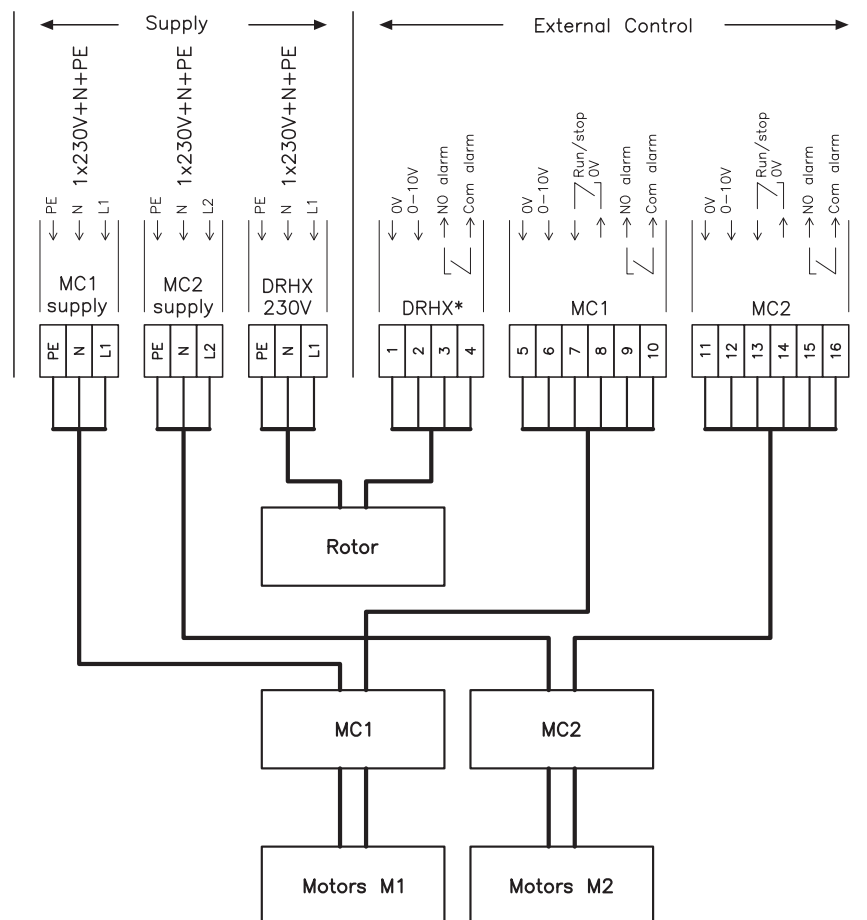 Supply
External Control
1x230V+N+PE
1x230V+N+PE
1x230V+N+PE
PE
N
L1
PE
N
L2
PE
N
L1
0V
0-10V
NO alarm
Com alarm
0V
0-10V
Run/stop
0V
NO alarm
Com alarm
0V
0-10V
Run/stop
0V
NO alarm
Com alarm
MC1
supply
MC2
supply
DRHX
230V
DRHX*
MC1
MC2
PE N L1
PE N L2
PE N L1
1 2 3 4
5 6 7 8 9 10
11 12 13 14 15 16
Rotor
MC1
MC2
Motors M1
Motors M2